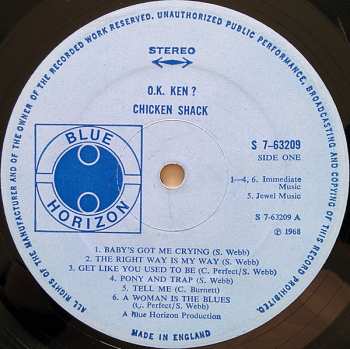 ALL RIGHTS OF THE MANUFACTURER AND OF THE OWNER OF THE RECORDED WORK RESERVED. UNAUTHORIZED PUBLIC PERFORMANCE, BROADCASTING AND COPYING OF THIS RECORD PROHIBITED.
STEREO
O.K. KEN ?
CHICKEN SHACK
BLUE
HORIZON
S 7-63209
SIDE ONE
1—4, 6. Immediate
Music
5. Jewel Music
S 7-63209 A
℗ 1968
1. BABY'S GOT ME CRYING (S. Webb)
2. THE RIGHT WAY IS MY WAY (S. Webb)
3. GET LIKE YOU USED TO BE (C. Perfect/S. Webb)
4. PONY AND TRAP (S. Webb)
5. TELL ME (C. Burnett)
6. A WOMAN IS THE BLUES
(C. Perfect/S. Webb)
A Blue Horizon Production
MADE IN ENGLAND